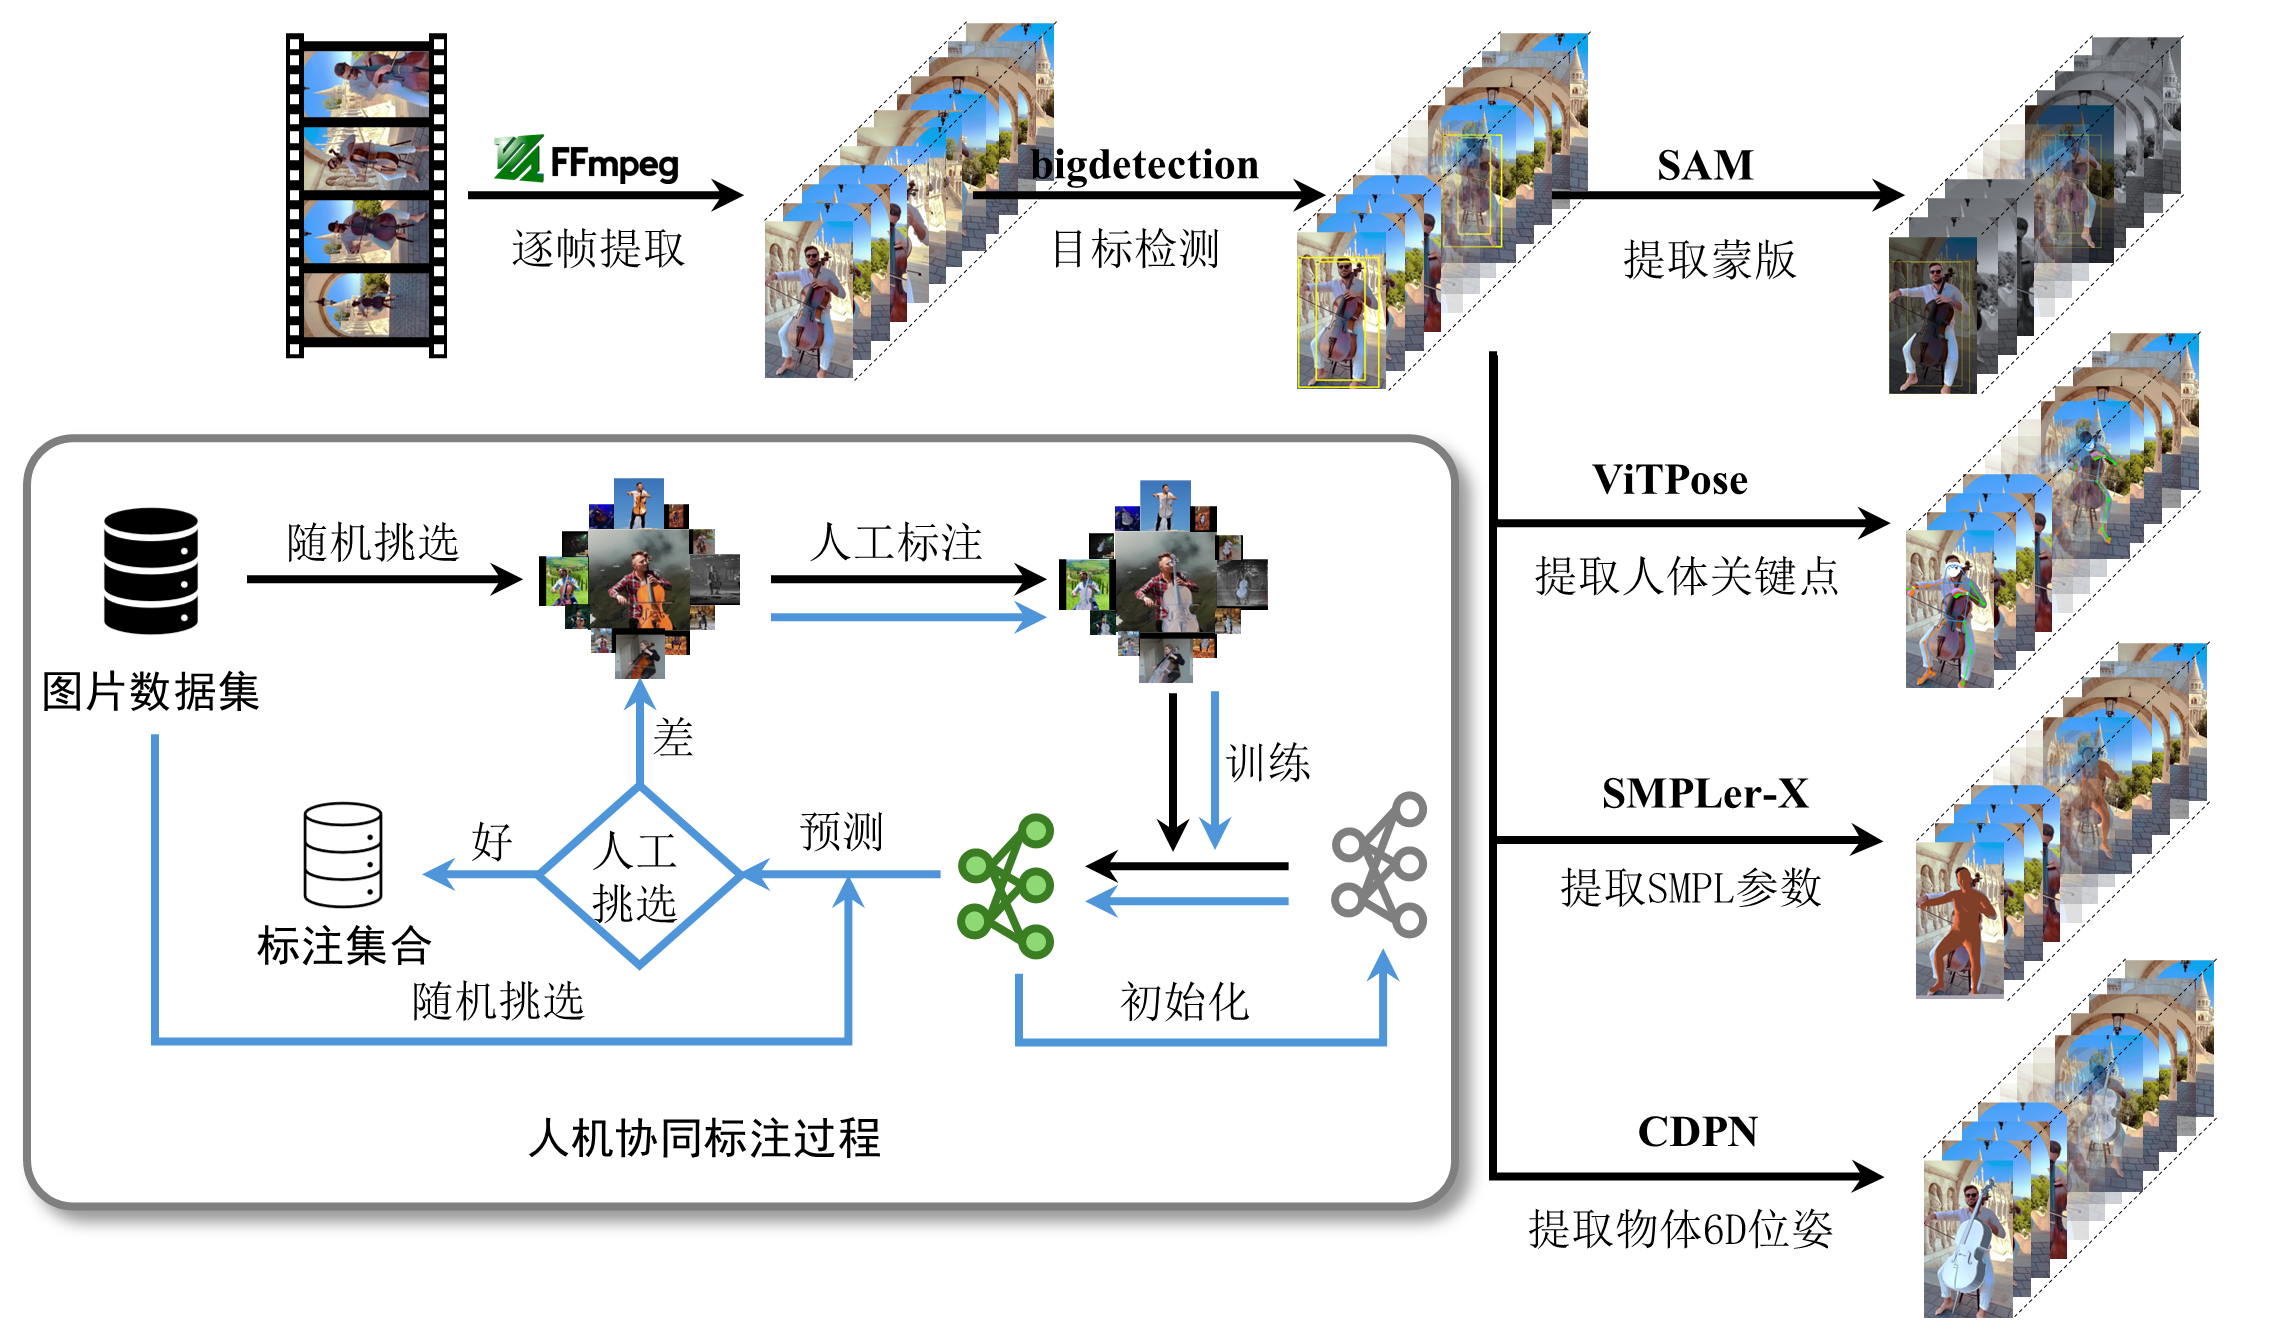 FFmpeg
逐帧提取
bigdetection
目标检测
SAM
提取蒙版
ViTPose
提取人体关键点
SMPLer-X
提取SMPL参数
CDPN
提取物体6D位姿
图片数据集
随机挑选
人工标注
训练
差
好
人工
挑选
预测
标注集合
随机挑选
初始化
人机协同标注过程